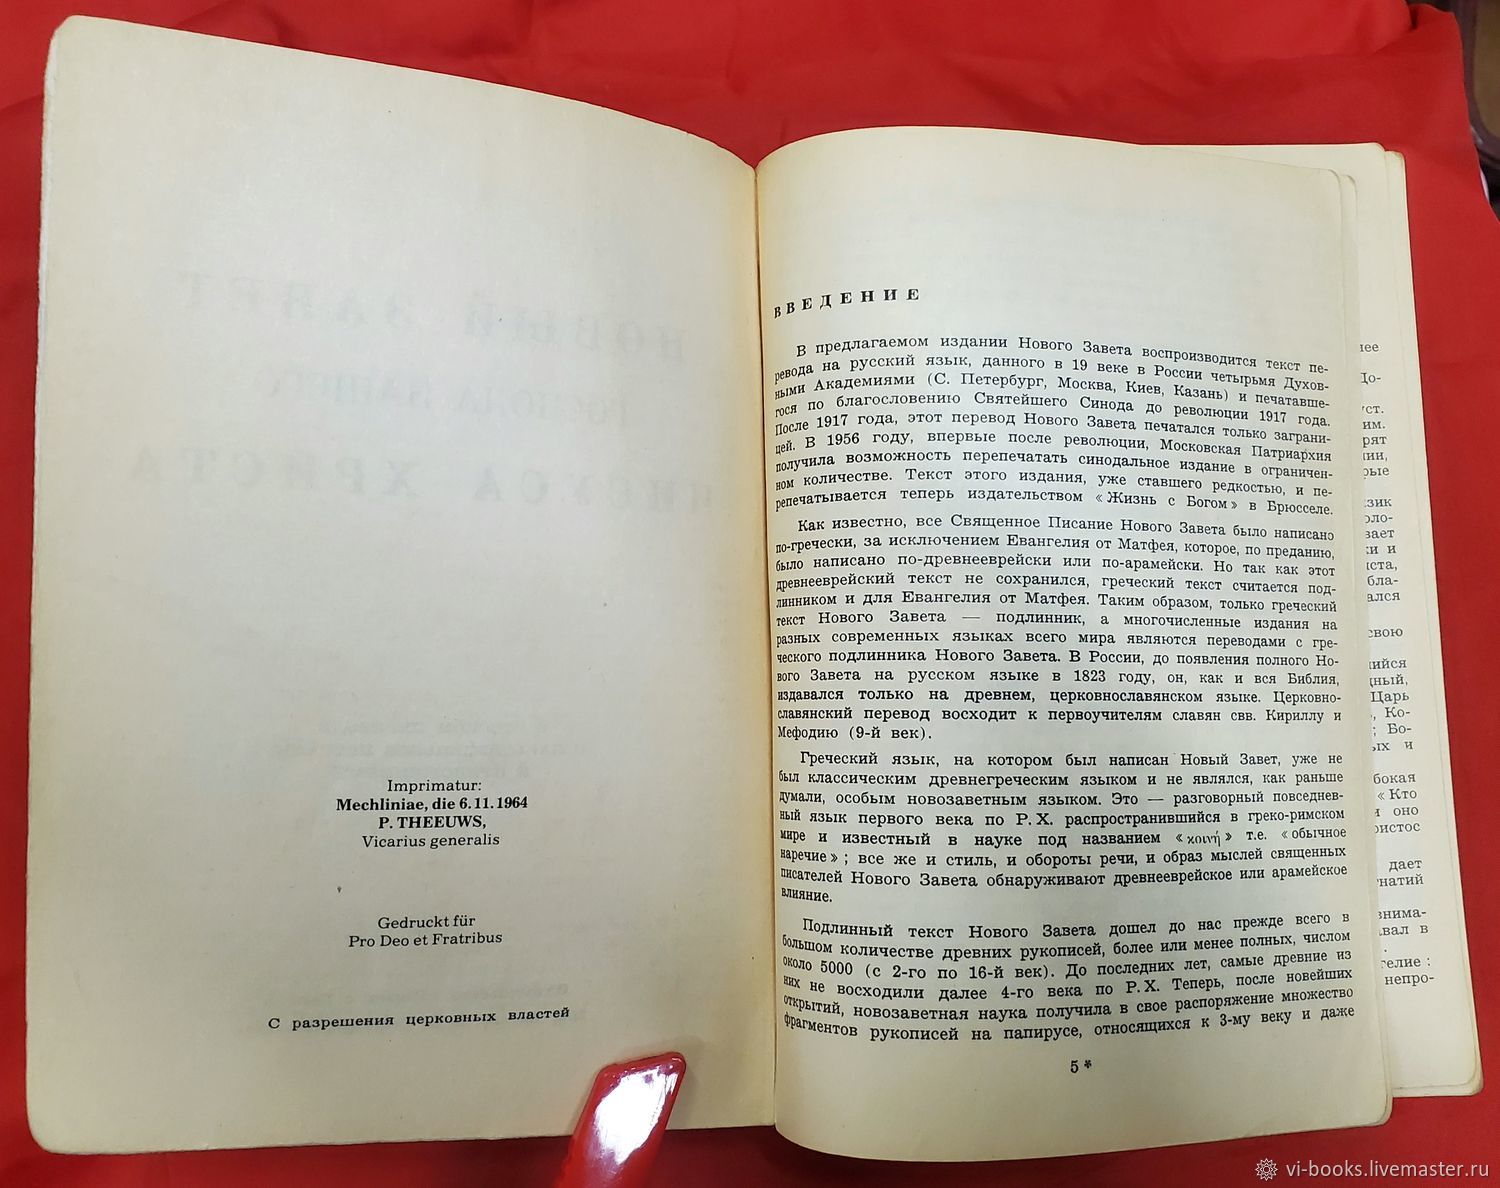 Imprimatur:
Mechliniae, die 6.11.1964
P. THEEUWS,
Vicarius generalis
Gedruckt für
Pro Deo et Fratribus
С разрешения церковных властей
ВВЕДЕНИЕ
В предлагаемом издании Нового Завета воспроизводится текст пе-
ревода на русский язык, данного в 19 веке в России четырьмя Духов-
ными Академиями (С. Петербург, Москва, Киев, Казань) и печатавше-
гося по благословению Святейшего Синода до революции 1917 года.
После 1917 года, этот перевод Нового Завета печатался только заграни-
цей. В 1956 году, впервые после революции, Московская Патриархия
получила возможность перепечатать синодальное издание в ограничен-
ном количестве. Текст этого издания, уже ставшего редкостью, и пе-
репечатывается теперь издательством «Жизнь с Богом» в Брюсселе.
Как известно, все Священное Писание Нового Завета было написано
по-гречески, за исключением Евангелия от Матфея, которое, по преданию,
было написано по-древнееврейски или по-арамейски. Но так как этот
древнееврейский текст не сохранился, греческий текст считается под-
линником и для Евангелия от Матфея. Таким образом, только греческий
текст Нового Завета — подлинник, а многочисленные издания на
разных современных языках всего мира являются переводами с гре-
ческого подлинника Нового Завета. В России, до появления полного Но-
вого Завета на русском языке в 1823 году, он, как и вся Библия,
издавался только на древнем, церковнославянском языке. Церковно-
славянский перевод восходит к первоучителям славян свв. Кириллу и
Мефодию (9-й век).
Греческий язык, на котором был написан Новый Завет, уже не
был классическим древнегреческим языком и не являлся, как раньше
думали, особым новозаветным языком. Это — разговорный повседнев-
ный язык первого века по Р. Х. распространившийся в греко-римском
мире и известный в науке под названием «κοινή» т.е. «обычное
наречие» ; все же и стиль, и обороты речи, и образ мыслей священных
писателей Нового Завета обнаруживают древнееврейское или арамейское
влияние.
Подлинный текст Нового Завета дошел до нас прежде всего в
большом количестве древних рукописей, более или менее полных, числом
около 5000 (с 2-го по 16-й век). До последних лет, самые древние из
них не восходили далее 4-го века по Р. Х. Теперь, после новейших
открытий, новозаветная наука получила в свое распоряжение множество
фрагментов рукописей на папирусе, относящихся к 3-му веку и даже
5 *
vi-books.livemaster.ru